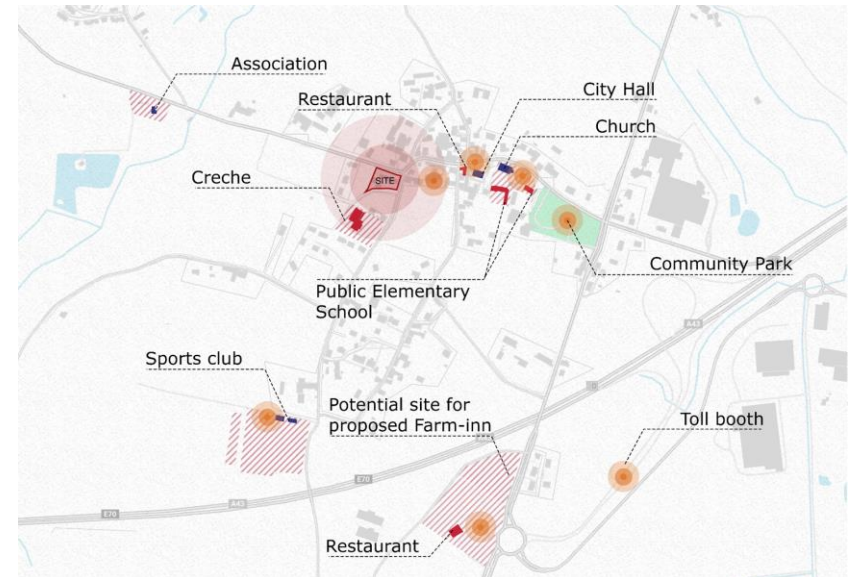 Association
City Hall
Restaurant
Church
Creche
SITE
Community Park
Public Elementary
School
A43
Sports club
Potential site for
proposed Farm-inn
Toll booth
E70
A43
E70
Restaurant